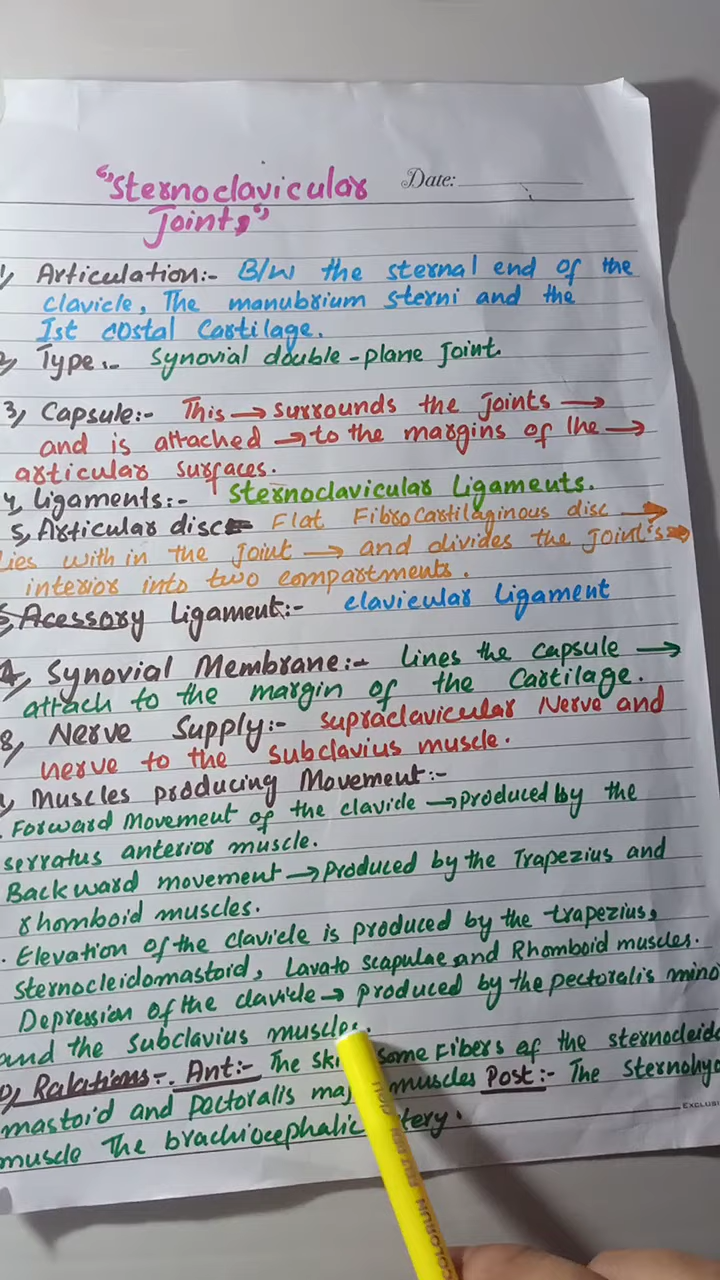 "Sternoclavicular
Joints"
Date:
1, Articulation:- B/W the sternal end of the
clavicle, The manubrium sterni and the
Ist costal Cartilage.
2, Type:- Synovial double-plane Joint.
3, Capsule:- This → surrounds the joints →
and is attached → to the margins of the →
articular surfaces.
4, Ligaments:- Sternoclavicular Ligaments.
5, Articular disc Flat Fibrocartilaginous disc →
lies with in the joint → and divides the joint's →
interior into two compartments.
Acessory Ligament:- clavicular ligament
Synovial Membrane:- Lines the capsule →
attach to the margin of the Cartilage.
8, Nerve Supply:- supraclavicular Nerve and
nerve to the subclavius muscle.
Muscles producing Movement:-
. Forward Movement of the clavicle → produced by the
serratus anterior muscle.
Backward movement → Produced by the Trapezius and
rhomboid muscles.
. Elevation of the clavicle is produced by the trapezius,
Sternocleidomastoid, Lavato scapulae, and Rhomboid muscles.
Depression of the clavicle → produced by the pectoralis mino
and the subclavius muscles.
Ralations:- Ant:- The some Fibers of the sternocleido
mastoid and Pectoralis muscles Post:- The Sternohyo
EXCLUSI
muscle The brachiocephalic